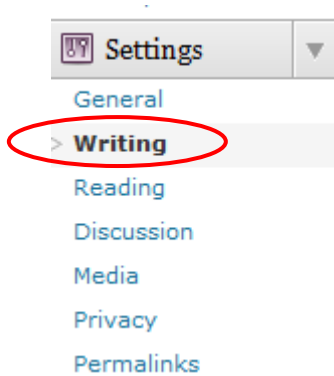 Settings
General
> Writing
Reading
Discussion
Media
Privacy
Permalinks